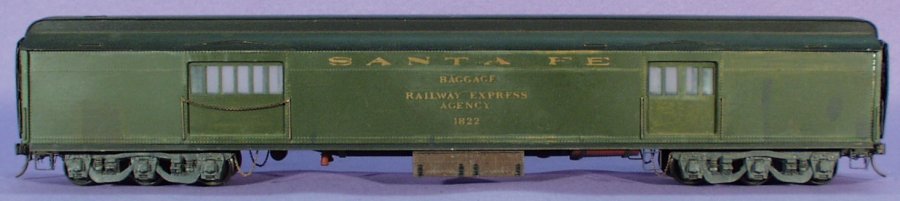 SANTA FE
BAGGAGE
RAILWAY EXPRESS
AGENCY
1822